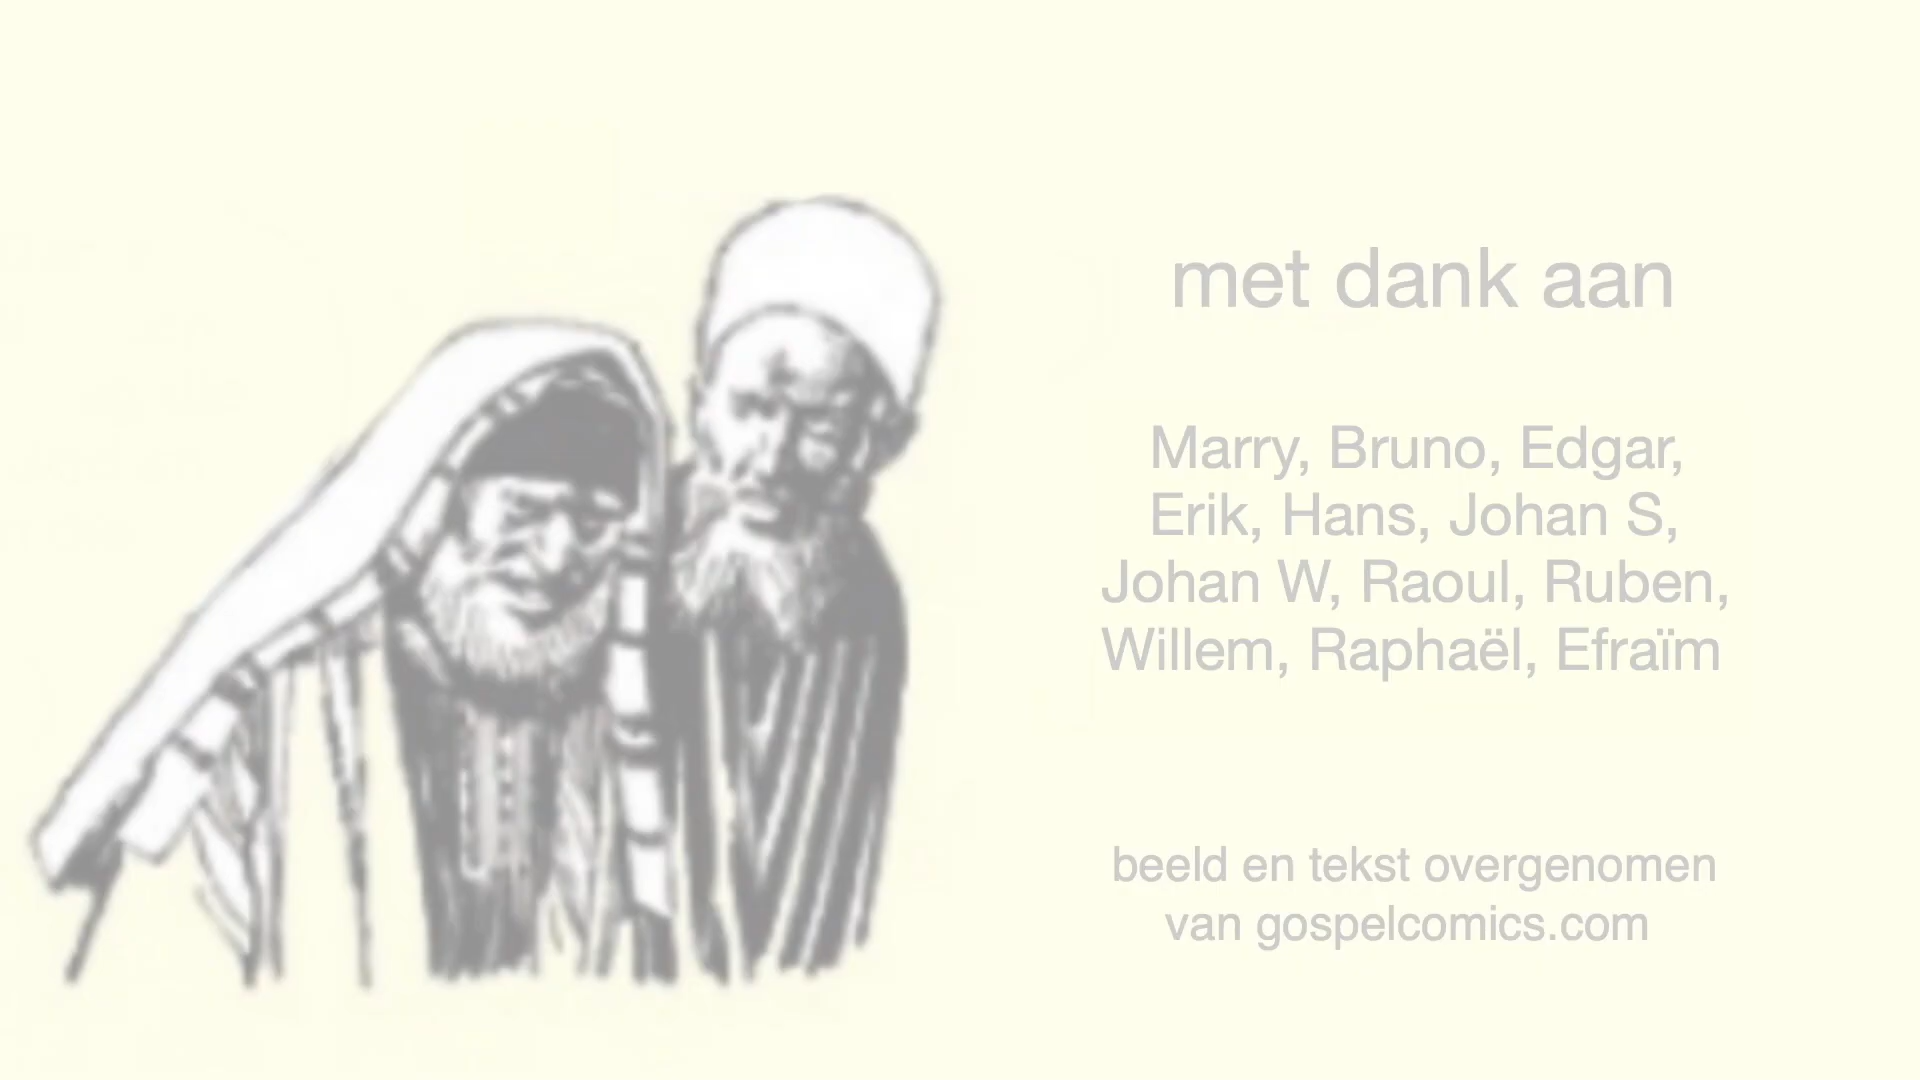 met dank aan
Marry, Bruno, Edgar,
Erik, Hans, Johan S,
Johan W, Raoul, Ruben,
Willem, Raphaël, Efraïm
beeld en tekst overgenomen
van gospelcomics.com